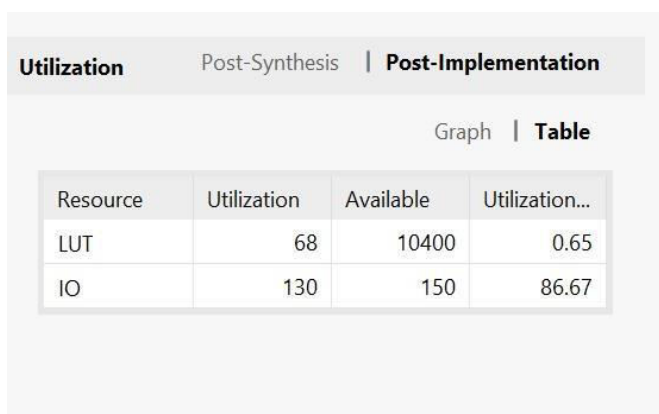 Utilization Post-Synthesis | Post-Implementation
Graph | Table
Resource Utilization Available Utilization...
LUT 68 10400 0.65
IO 130 150 86.67